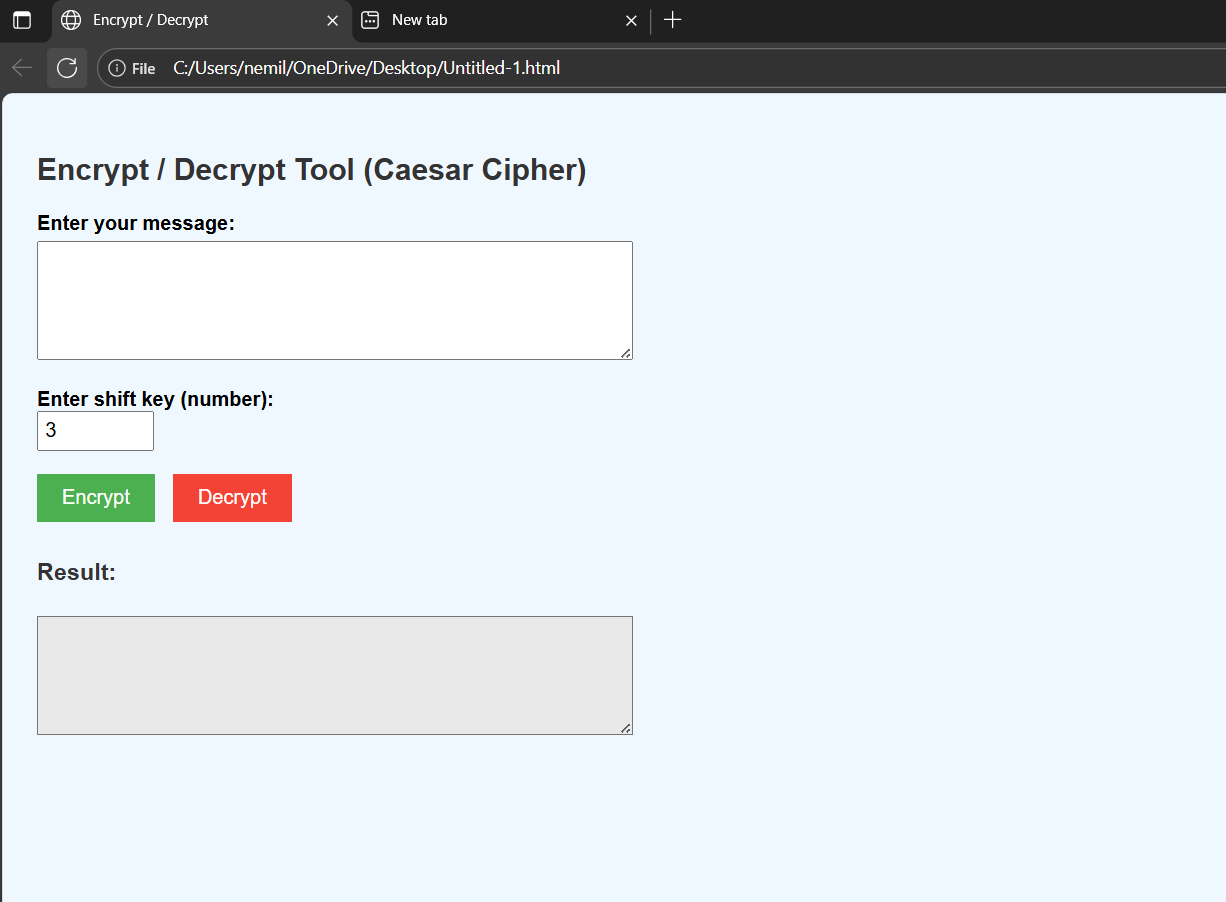 Encrypt / Decrypt
New tab
File C:/Users/nemil/OneDrive/Desktop/Untitled-1.html
Encrypt / Decrypt Tool (Caesar Cipher)
Enter your message:
Enter shift key (number):
3
Encrypt Decrypt
Result: